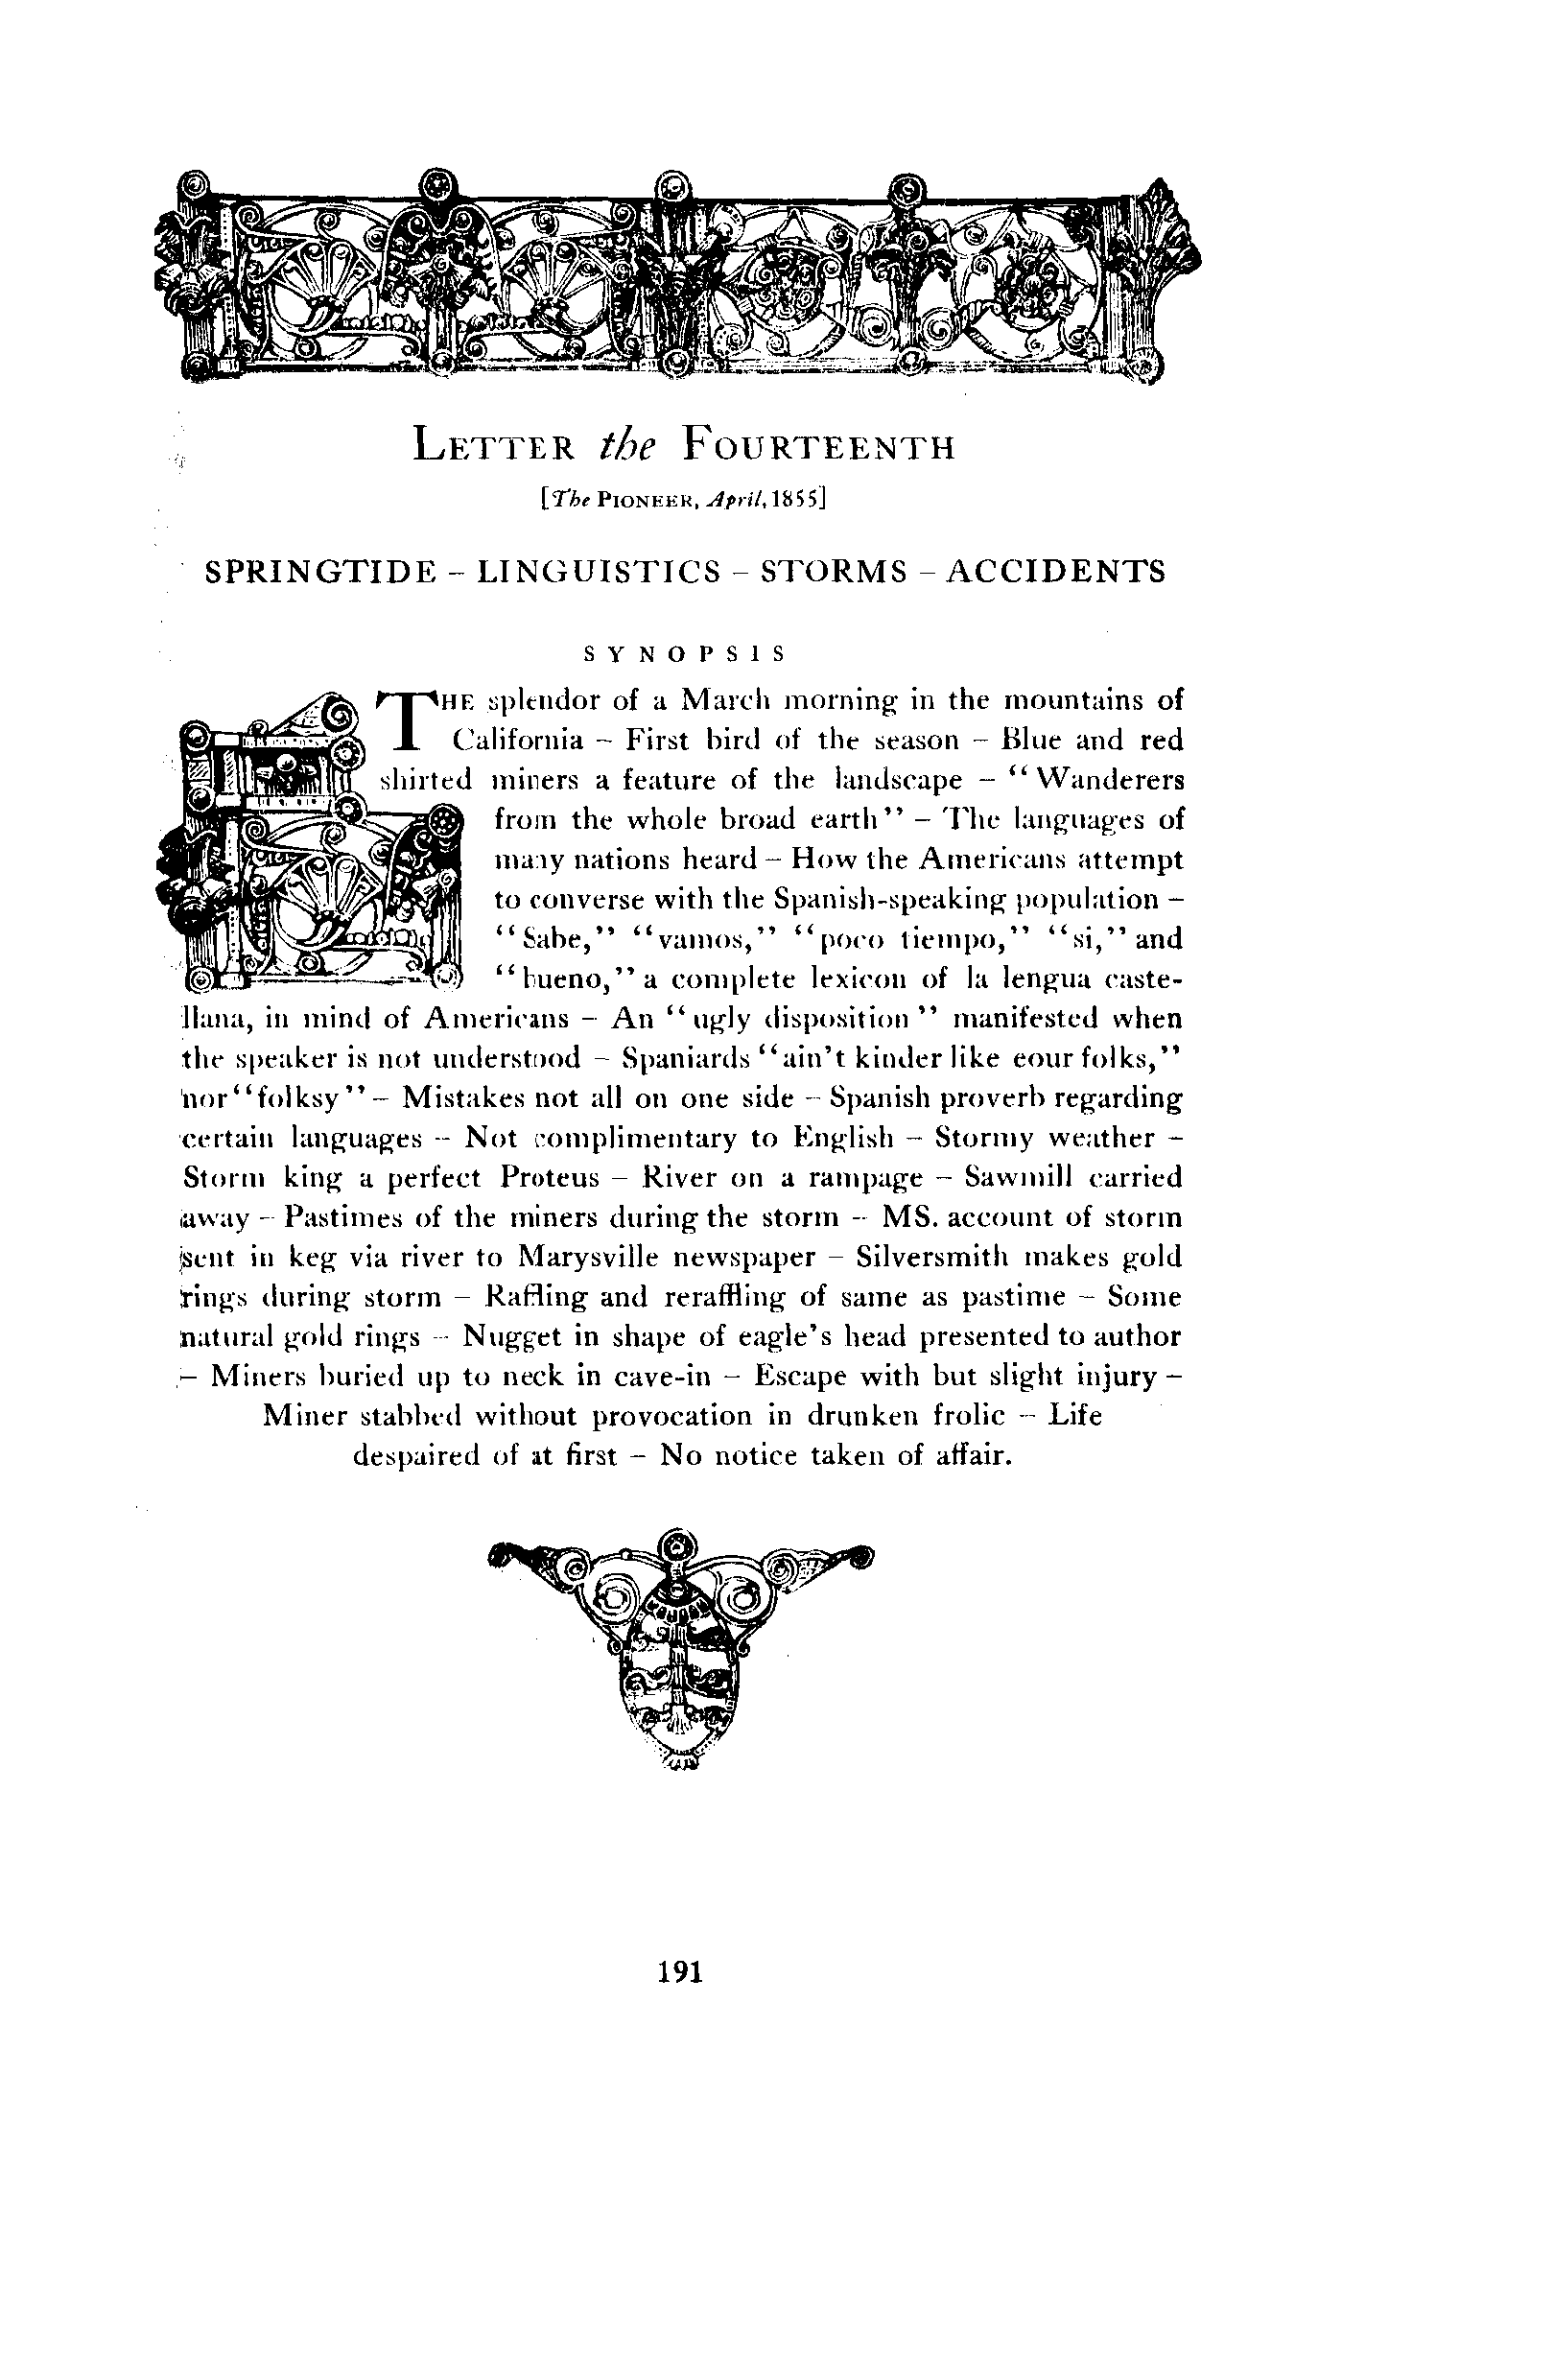 LETTER the FOURTEENTH
[The PIONEER, April, 1855]
SPRINGTIDE – LINGUISTICS – STORMS – ACCIDENTS
SYNOPSIS
THE splendor of a March morning in the mountains of
California – First bird of the season – Blue and red
shirted miners a feature of the landscape – “Wanderers
from the whole broad earth” – The languages of
many nations heard – How the Americans attempt
to converse with the Spanish-speaking population –
“Sabe,” “vamos,” “poco tiempo,” “si,” and
“bueno,” a complete lexicon of la lengua caste-
llana, in mind of Americans – An “ugly disposition” manifested when
the speaker is not understood – Spaniards “ain’t kinder like eour folks,”
nor “folksy” – Mistakes not all on one side – Spanish proverb regarding
certain languages – Not complimentary to English – Stormy weather –
Storm king a perfect Proteus – River on a rampage – Sawmill carried
away – Pastimes of the miners during the storm – MS. account of storm
sent in keg via river to Marysville newspaper – Silversmith makes gold
rings during storm – Raffling and reraffling of same as pastime – Some
natural gold rings – Nugget in shape of eagle’s head presented to author
– Miners buried up to neck in cave-in – Escape with but slight injury –
Miner stabbed without provocation in drunken frolic – Life
despaired of at first – No notice taken of affair.
191